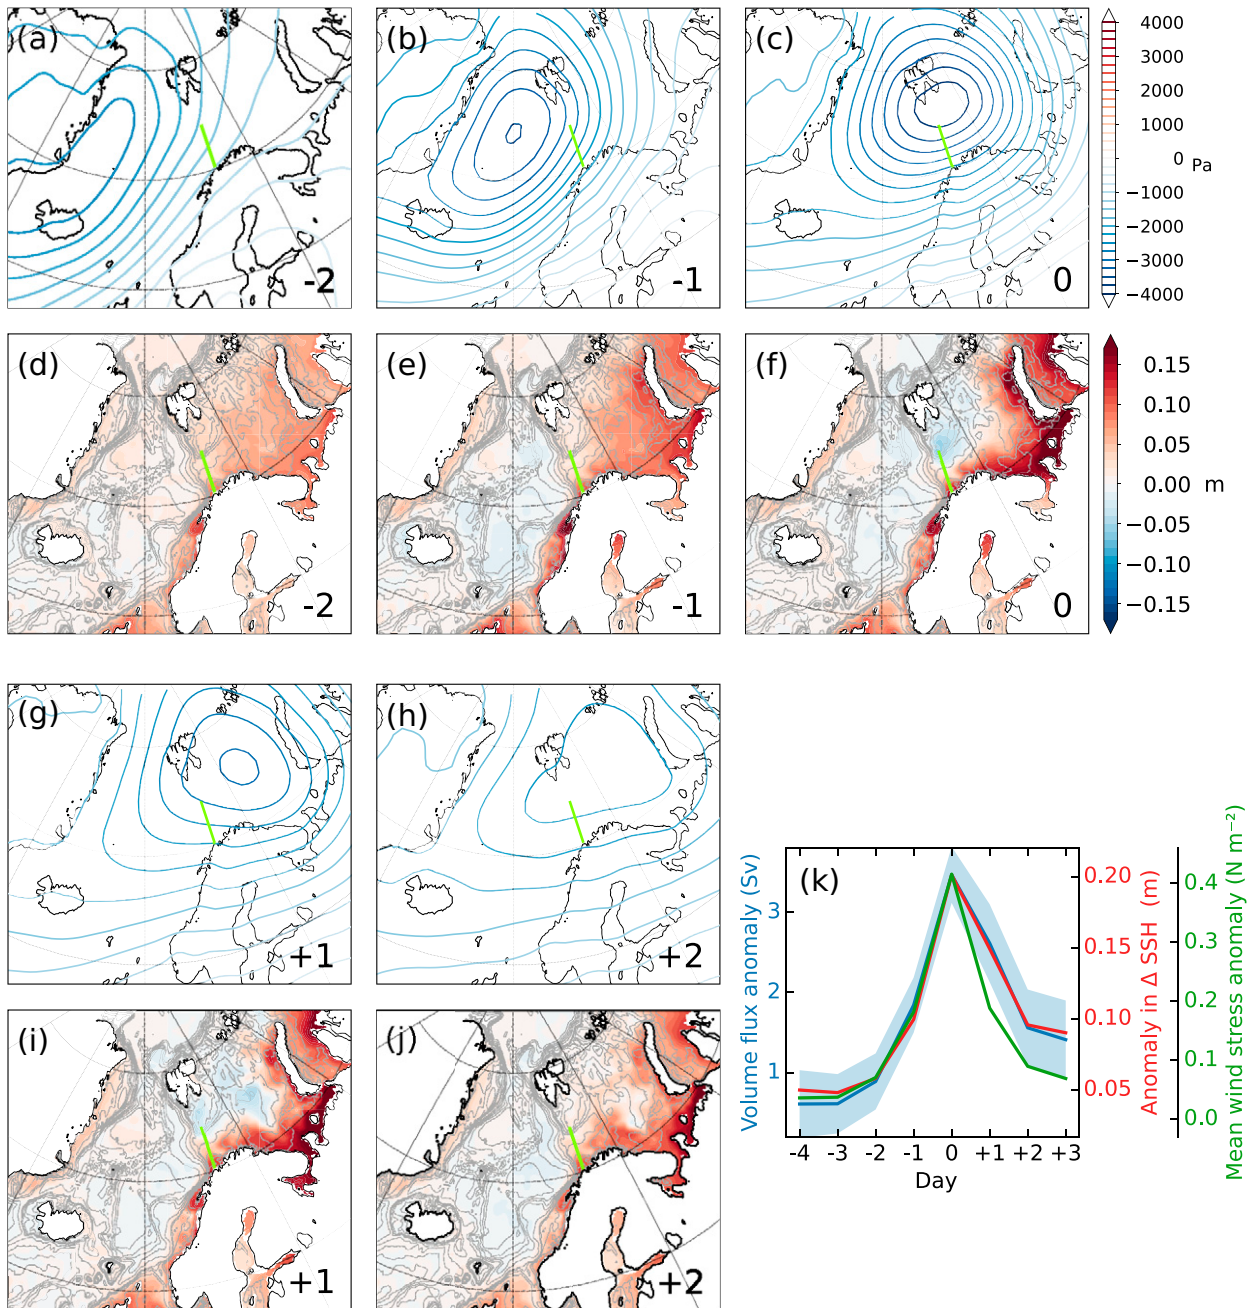 (a)
-2
(b)
-1
(c)
0
4000
3000
2000
1000
0
−1000
−2000
−3000
−4000
Pa
(d)
-2
(e)
-1
(f)
0
0.15
0.10
0.05
0.00
−0.05
−0.10
−0.15
m
(g)
+1
(h)
+2
(i)
+1
(j)
+2
(k)
Volume flux anomaly (Sv)
3
2
1
-4 -3 -2 -1 0 +1 +2 +3
Day
0.20
0.15
0.10
0.05
Anomaly in Δ SSH (m)
0.4
0.3
0.2
0.1
0.0
Mean wind stress anomaly (N m⁻²)